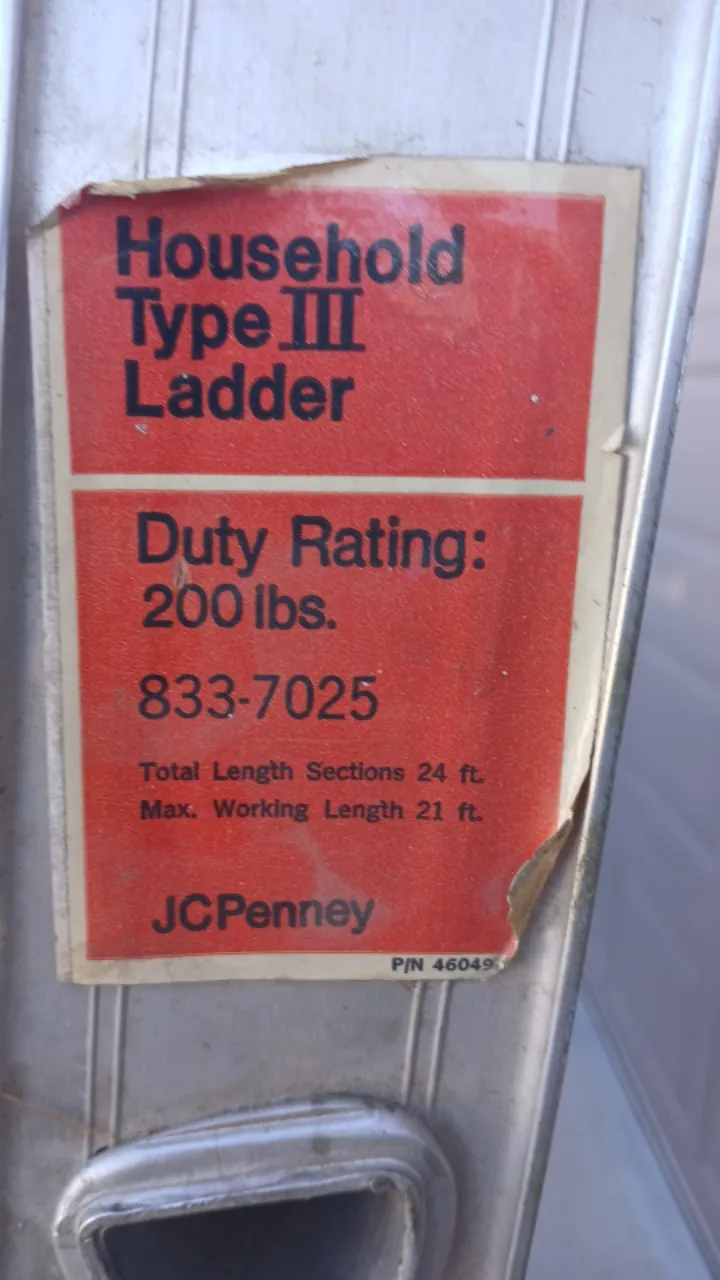 Household
Type III
Ladder
Duty Rating:
200 lbs.
833-7025
Total Length Sections 24 ft.
Max. Working Length 21 ft.
JCPenney
P/N 46049